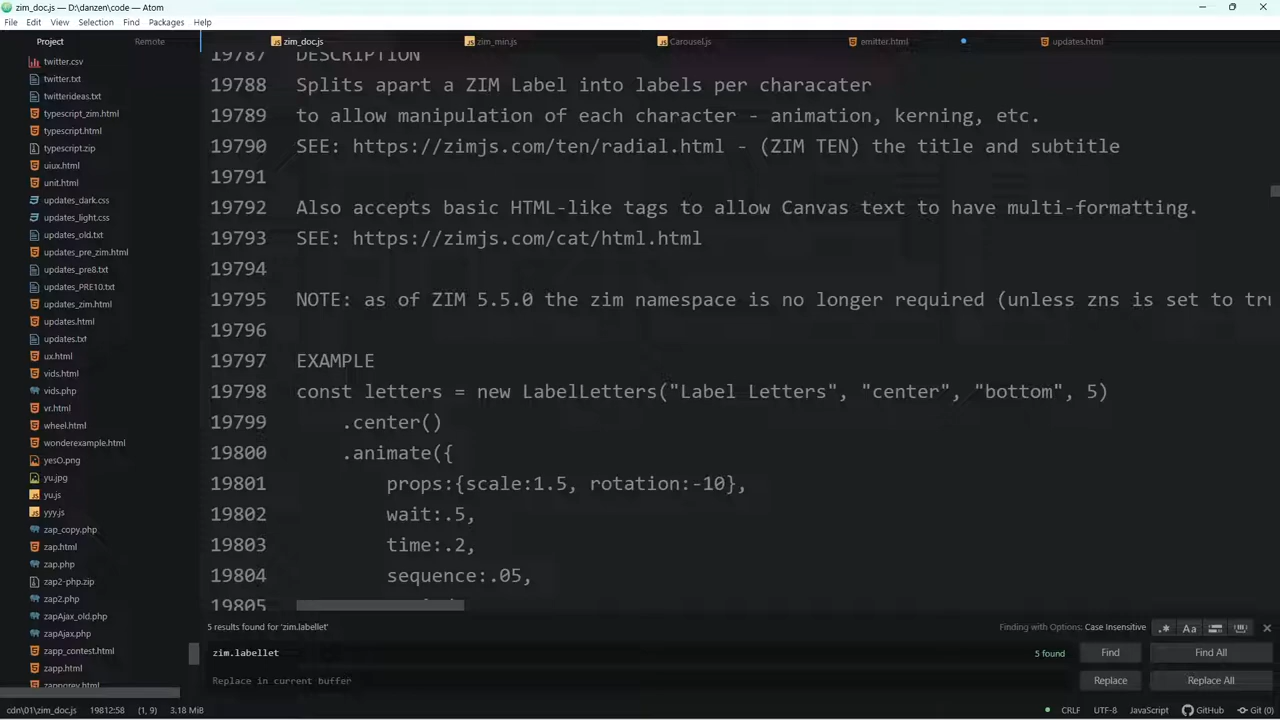 zim_doc.js — D:\danzen\code — Atom
File Edit View Selection Find Packages Help
Project Remote zim_doc.js zim_min.js Carousel.js emitter.html updates.html
twitter.csv
twitter.txt
twitterideas.txt
typescript_zim.html
typescript.html
typescript.zip
uiux.html
unit.html
updates_dark.css
updates_light.css
updates_old.txt
updates_pre_zim.html
updates_pre8.txt
updates_PRE10.txt
updates_zim.html
updates.html
updates.txt
ux.html
vids.html
vids.php
vr.html
wheel.html
wonderexample.html
yesO.png
yu.jpg
yu.js
yyy.js
zap_copy.php
zap.html
zap.php
zap2-php.zip
zap2.php
zapAjax_old.php
zapAjax.php
zapp_contest.html
zapp.html
19787 DESCRIPTION
19788 Splits apart a ZIM Label into labels per characater
19789 to allow manipulation of each character - animation, kerning, etc.
19790 SEE: https://zimjs.com/ten/radial.html - (ZIM TEN) the title and subtitle
19791
19792 Also accepts basic HTML-like tags to allow Canvas text to have multi-formatting.
19793 SEE: https://zimjs.com/cat/html.html
19794
19795 NOTE: as of ZIM 5.5.0 the zim namespace is no longer required (unless zns is set to tru
19796
19797 EXAMPLE
19798 const letters = new LabelLetters("Label Letters", "center", "bottom", 5)
19799 .center()
19800 .animate({
19801 props:{scale:1.5, rotation:-10},
19802 wait:.5,
19803 time:.2,
19804 sequence:.05,
19805
5 results found for 'zim.labellet' Finding with Options: Case Insensitive .* Aa
zim.labellet 5 found Find Find All
Replace in current buffer Replace Replace All
cdn\01\zim_doc.js 19812:58 (1, 9) 3.18 MiB CRLF UTF-8 JavaScript GitHub Git (0)